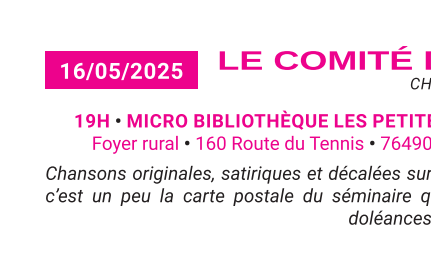 16/05/2025
LE COMITÉ
CH
19H • MICRO BIBLIOTHÈQUE LES PETITE
Foyer rural • 160 Route du Tennis • 76490
Chansons originales, satiriques et décalées sur
c'est un peu la carte postale du séminaire q
doléances